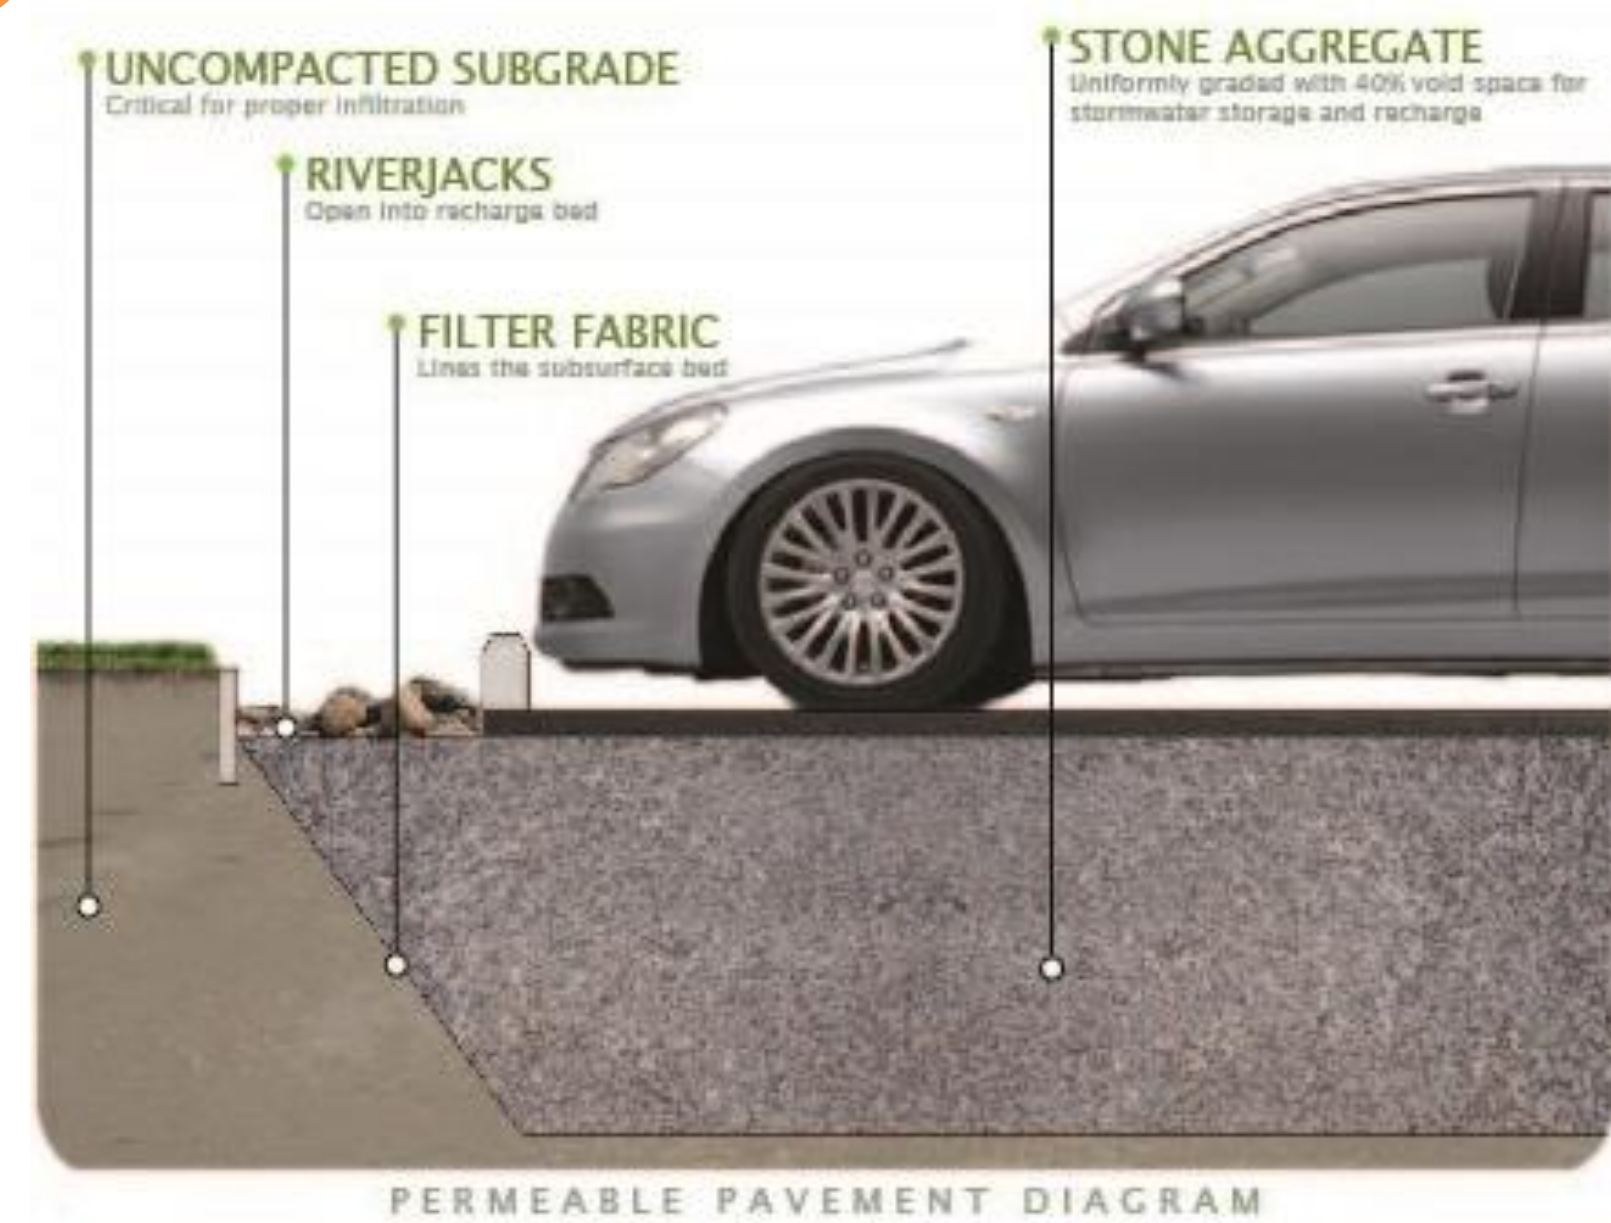 UNCOMPACTED SUBGRADE
Critical for proper infiltration
RIVERJACKS
Open into recharge bed
FILTER FABRIC
Lines the subsurface bed
STONE AGGREGATE
Uniformly graded with 40% void space for
stormwater storage and recharge
PERMEABLE PAVEMENT DIAGRAM